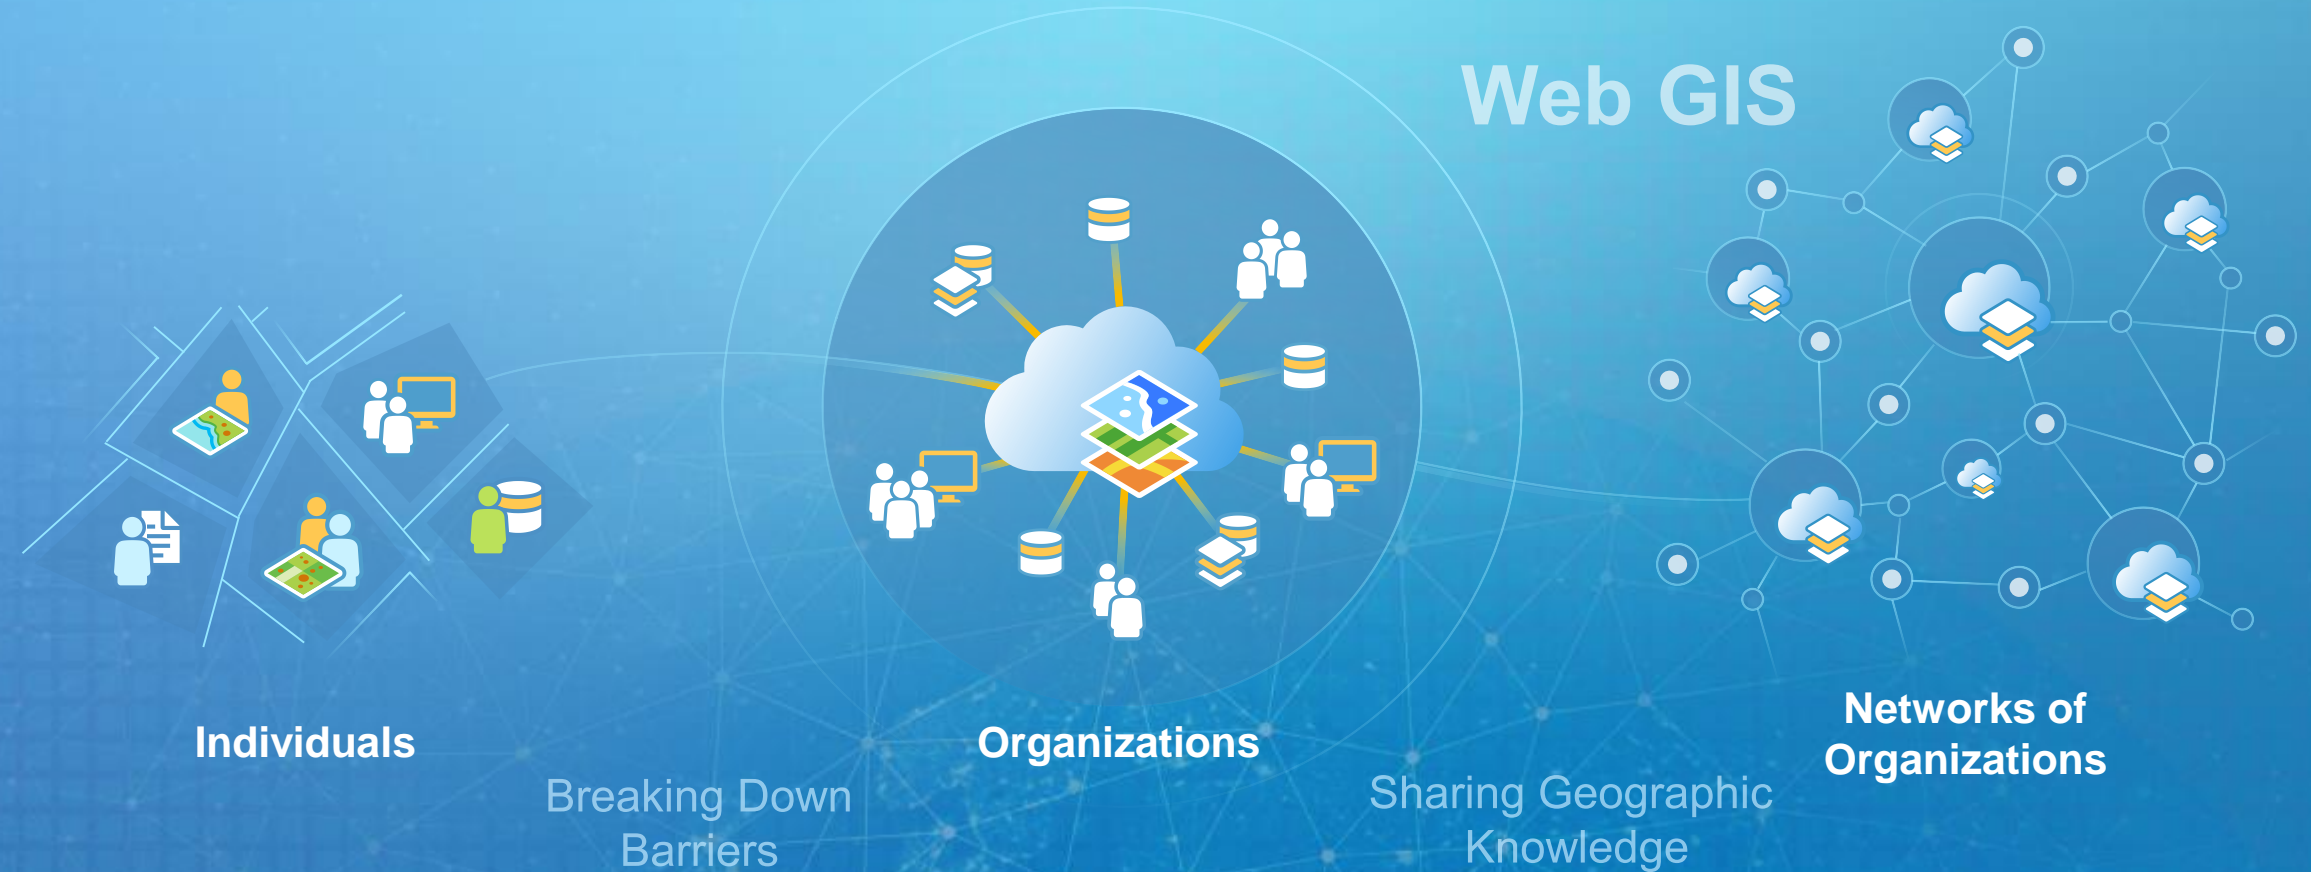 Web GIS
Individuals
Organizations
Networks of
Organizations
Breaking Down
Barriers
Sharing Geographic
Knowledge